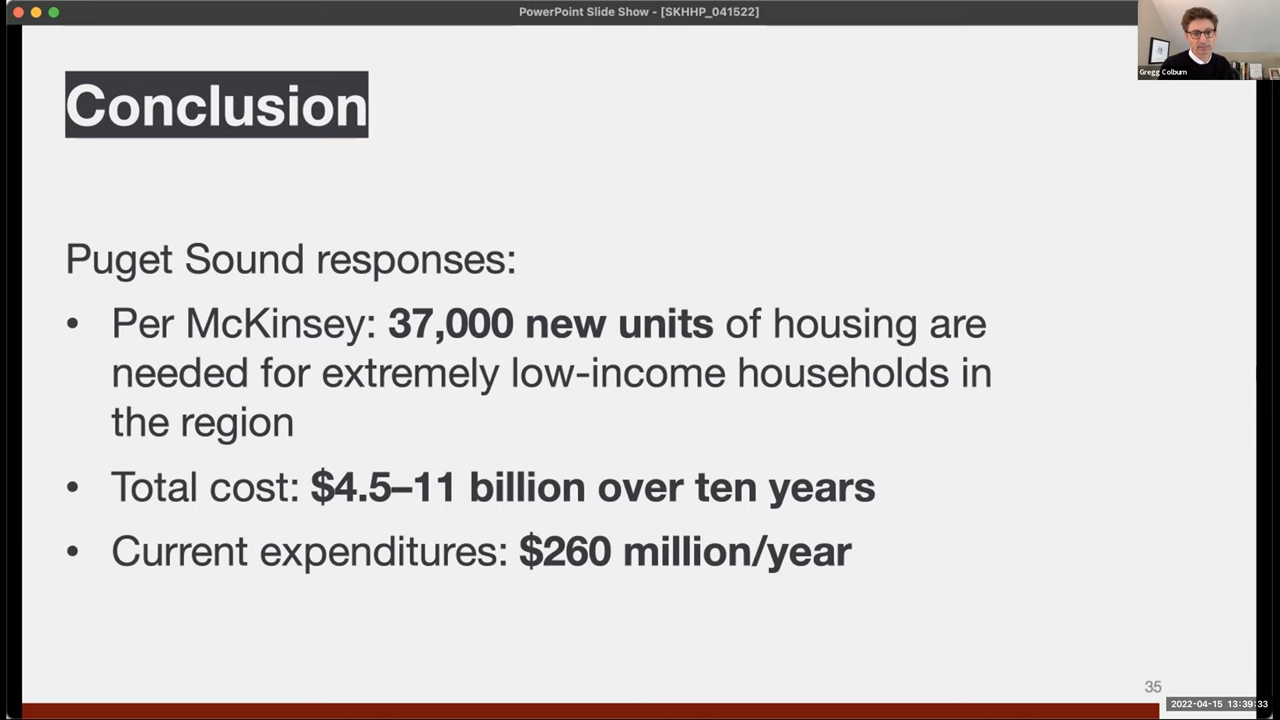 PowerPoint Slide Show - [SKHHP_041522]
Gregg Colburn
Conclusion
Puget Sound responses:
• Per McKinsey: 37,000 new units of housing are
needed for extremely low-income households in
the region
• Total cost: $4.5–11 billion over ten years
• Current expenditures: $260 million/year
35
2022-04-15 13:39:33